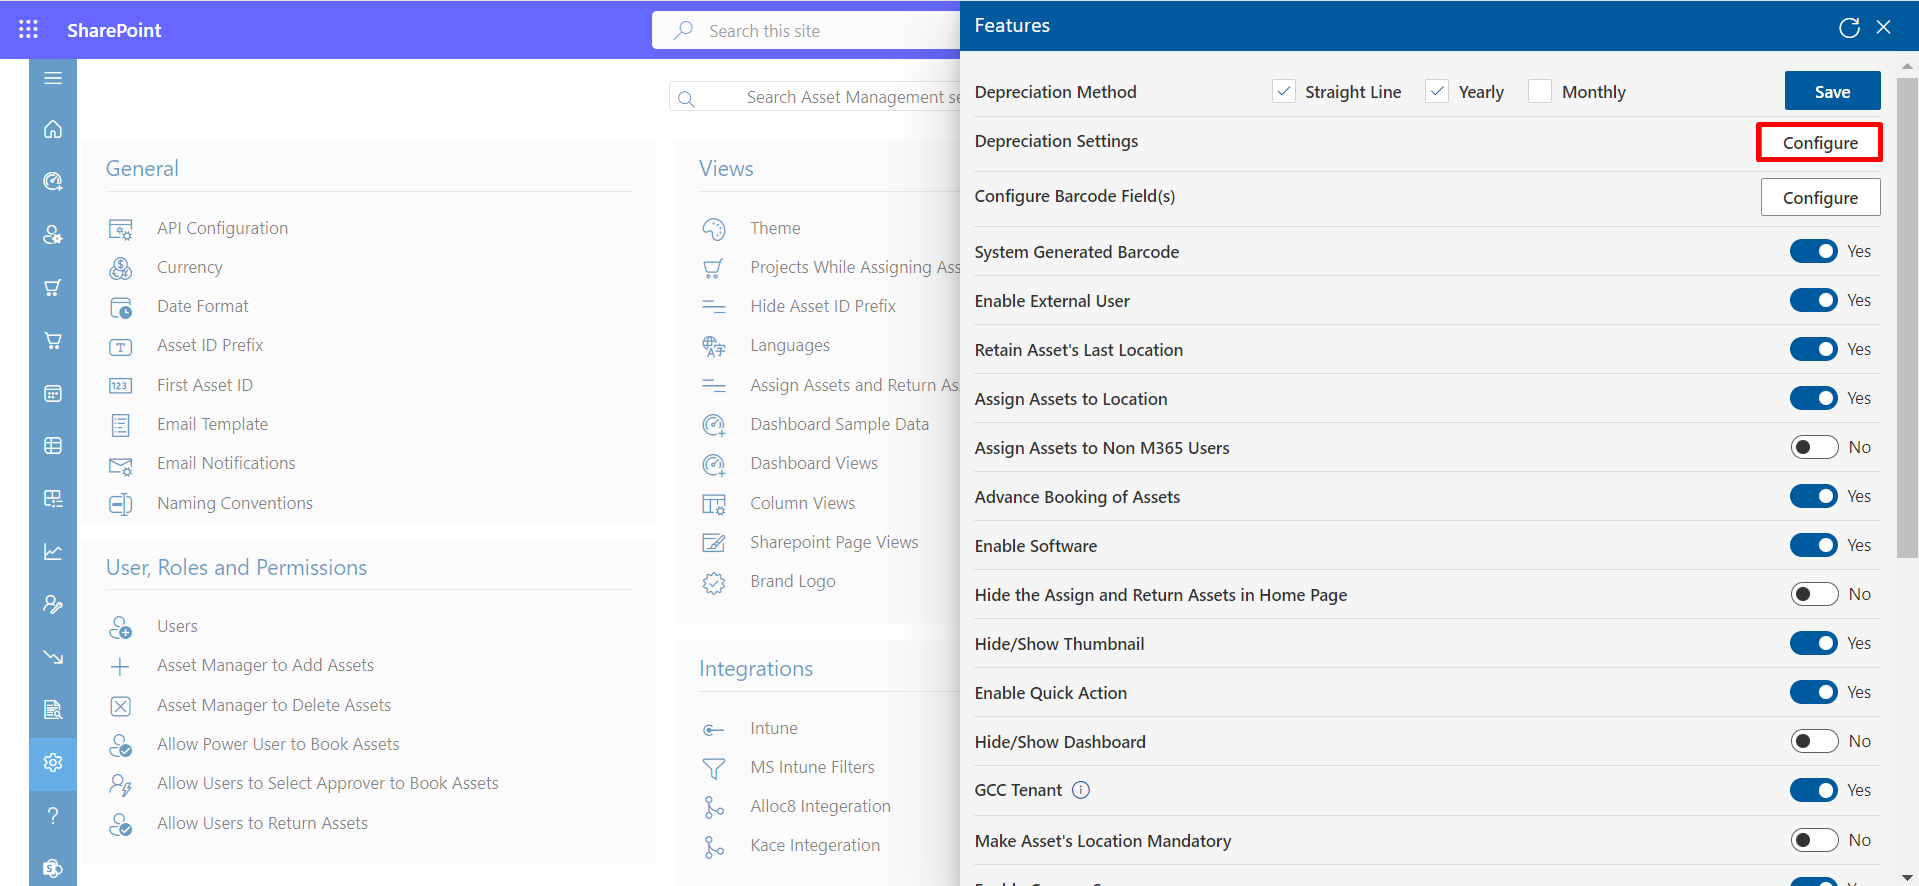 SharePoint
Search this site
Search Asset Management se
General
API Configuration
Currency
Date Format
Asset ID Prefix
First Asset ID
Email Template
Email Notifications
Naming Conventions
User, Roles and Permissions
Users
Asset Manager to Add Assets
Asset Manager to Delete Assets
Allow Power User to Book Assets
Allow Users to Select Approver to Book Assets
Allow Users to Return Assets
Views
Theme
Projects While Assigning Ass
Hide Asset ID Prefix
Languages
Assign Assets and Return As
Dashboard Sample Data
Dashboard Views
Column Views
Sharepoint Page Views
Brand Logo
Integrations
Intune
MS Intune Filters
Alloc8 Integeration
Kace Integeration
Features
Depreciation Method Straight Line Yearly Monthly Save
Depreciation Settings Configure
Configure Barcode Field(s) Configure
System Generated Barcode Yes
Enable External User Yes
Retain Asset's Last Location Yes
Assign Assets to Location Yes
Assign Assets to Non M365 Users No
Advance Booking of Assets Yes
Enable Software Yes
Hide the Assign and Return Assets in Home Page No
Hide/Show Thumbnail Yes
Enable Quick Action Yes
Hide/Show Dashboard No
GCC Tenant Yes
Make Asset's Location Mandatory No